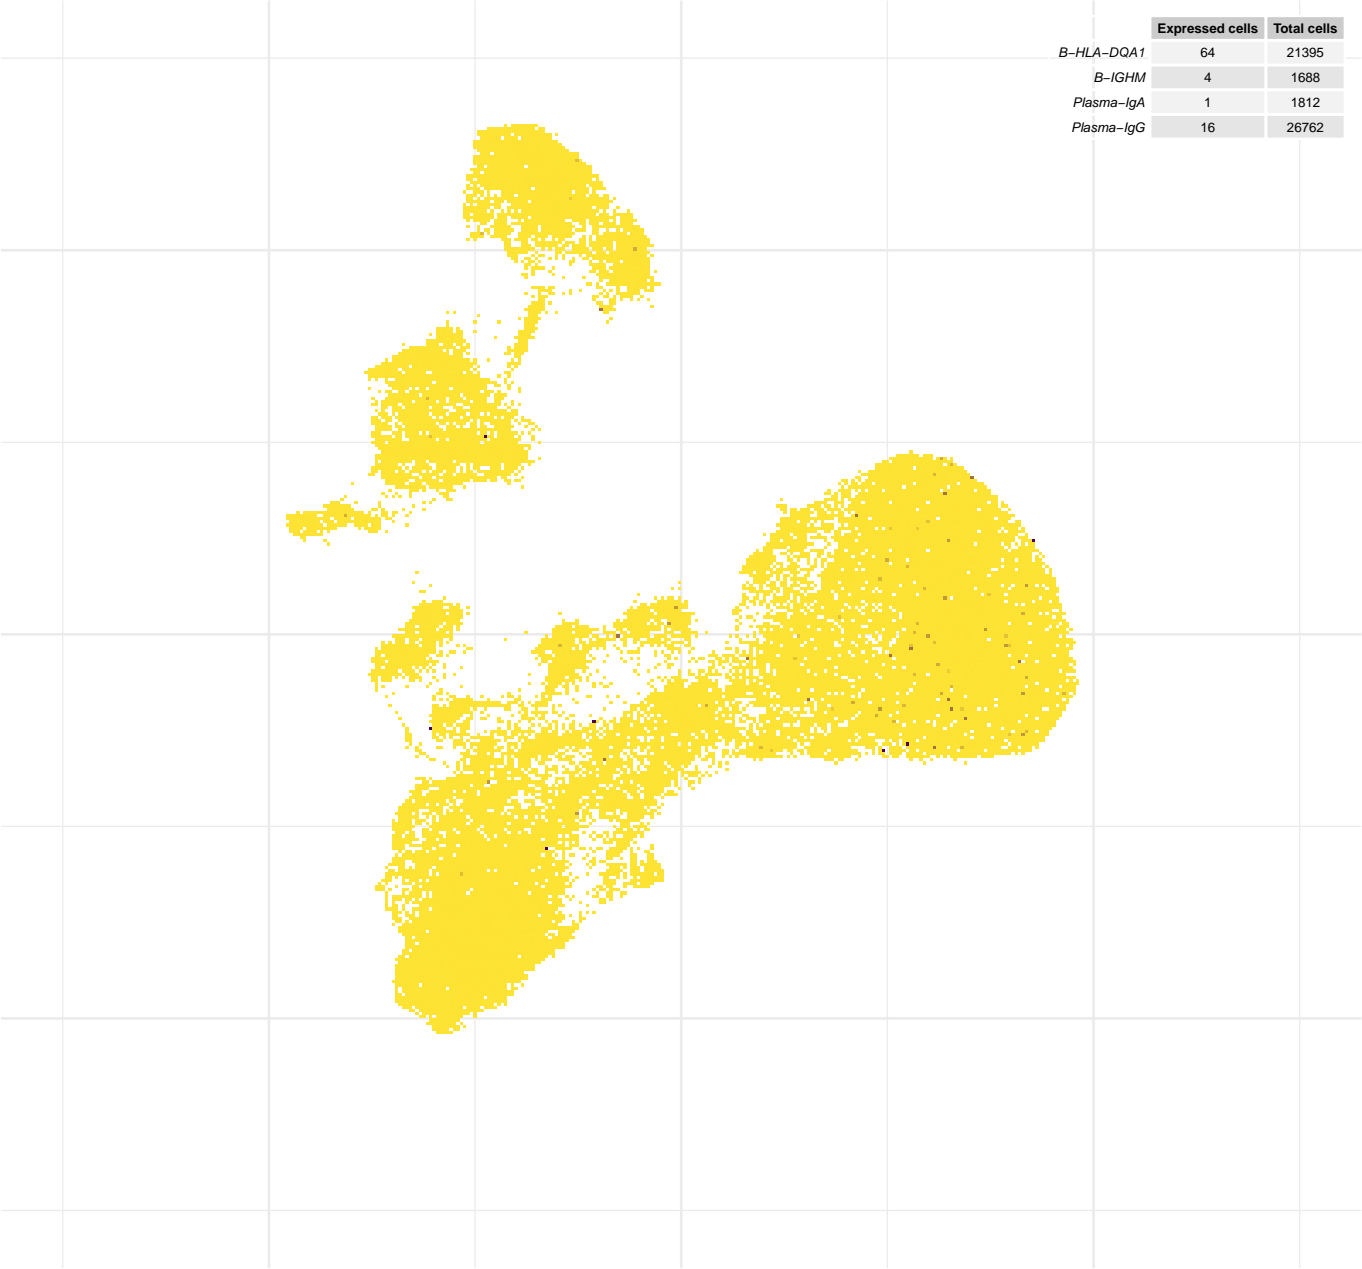 Expressed cells Total cells
B−HLA−DQA1 64 21395
B−IGHM 4 1688
Plasma−IgA 1 1812
Plasma−IgG 16 26762